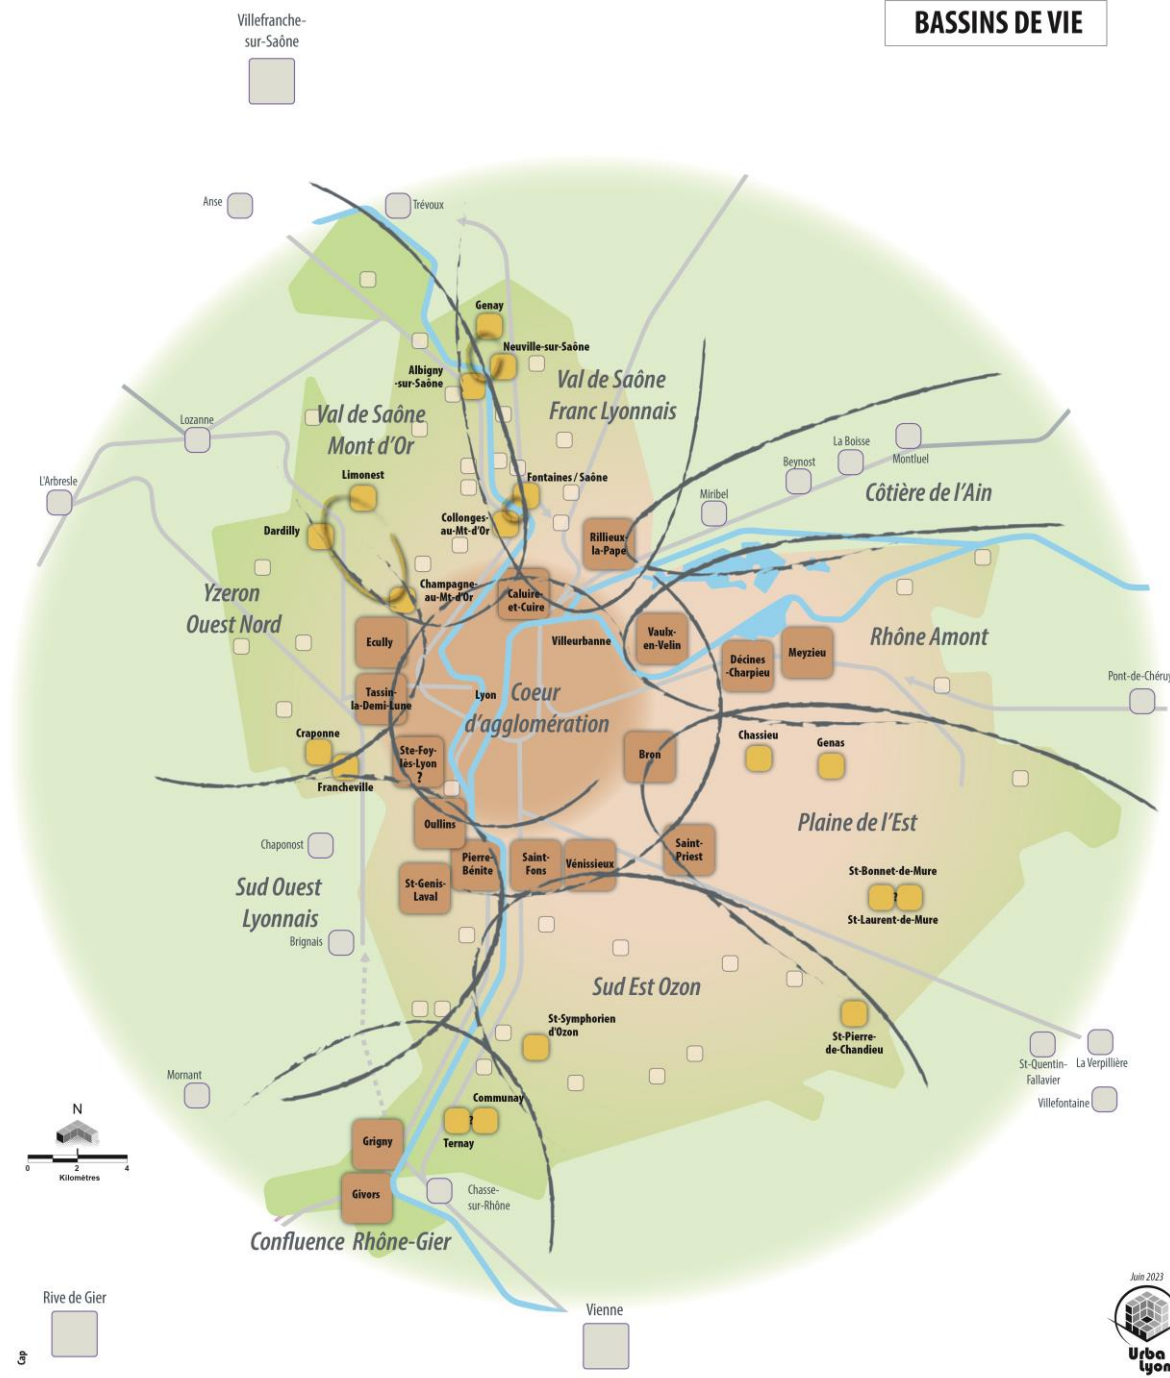 BASSINS DE VIE
Villefranche-
sur-Saône
Anse
Trévoux
Genay
Neuville-sur-Saône
Albigny
-sur-Saône
Val de Saône
Franc Lyonnais
Val de Saône
Mont d'Or
Lozanne
L'Arbresle
Limonest
Dardilly
Fontaines / Saône
Collonges-
au-Mt-d'Or
La Boisse
Montluel
Beynost
Miribel
Côtière de l'Ain
Rillieux-
la-Pape
Champagne-
au-Mt-d'Or
Caluire-
et-Cuire
Yzeron
Ouest Nord
Ecully
Villeurbanne
Vaulx-
en-Velin
Décines
-Charpieu
Meyzieu
Rhône Amont
Pont-de-Chéruy
Tassin-
la-Demi-Lune
Lyon
Coeur
d'agglomération
Craponne
Francheville
Ste-Foy-
lès-Lyon
?
Bron
Chassieu
Genas
Oullins
Plaine de l'Est
Chaponost
Pierre-
Bénite
Saint-
Fons
Vénissieux
Saint-
Priest
St-Genis-
Laval
Sud Ouest
Lyonnais
St-Bonnet-de-Mure
?
St-Laurent-de-Mure
Brignais
Sud Est Ozon
St-Symphorien
d'Ozon
St-Pierre-
de-Chandieu
St-Quentin-
Fallavier
La Verpillière
Villefontaine
Mornant
Communay
?
Ternay
N
0 2 4
Kilomètres
Grigny
Givors
Chasse-
sur-Rhône
Confluence Rhône-Gier
Rive de Gier
Vienne
Cap
Juin 2023
Urba
Lyon